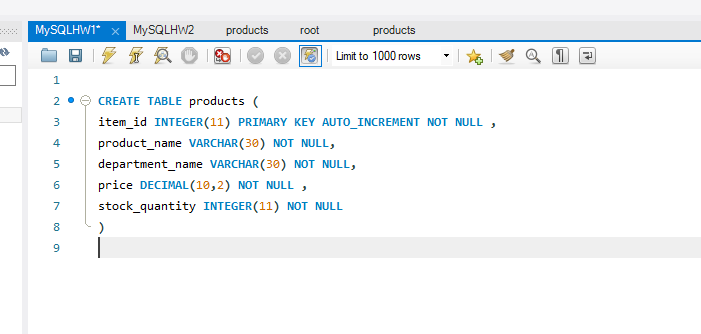 MySQLHW1* × MySQLHW2 products root products
Limit to 1000 rows
1
2 CREATE TABLE products (
3 item_id INTEGER(11) PRIMARY KEY AUTO_INCREMENT NOT NULL ,
4 product_name VARCHAR(30) NOT NULL,
5 department_name VARCHAR(30) NOT NULL,
6 price DECIMAL(10,2) NOT NULL ,
7 stock_quantity INTEGER(11) NOT NULL
8 )
9